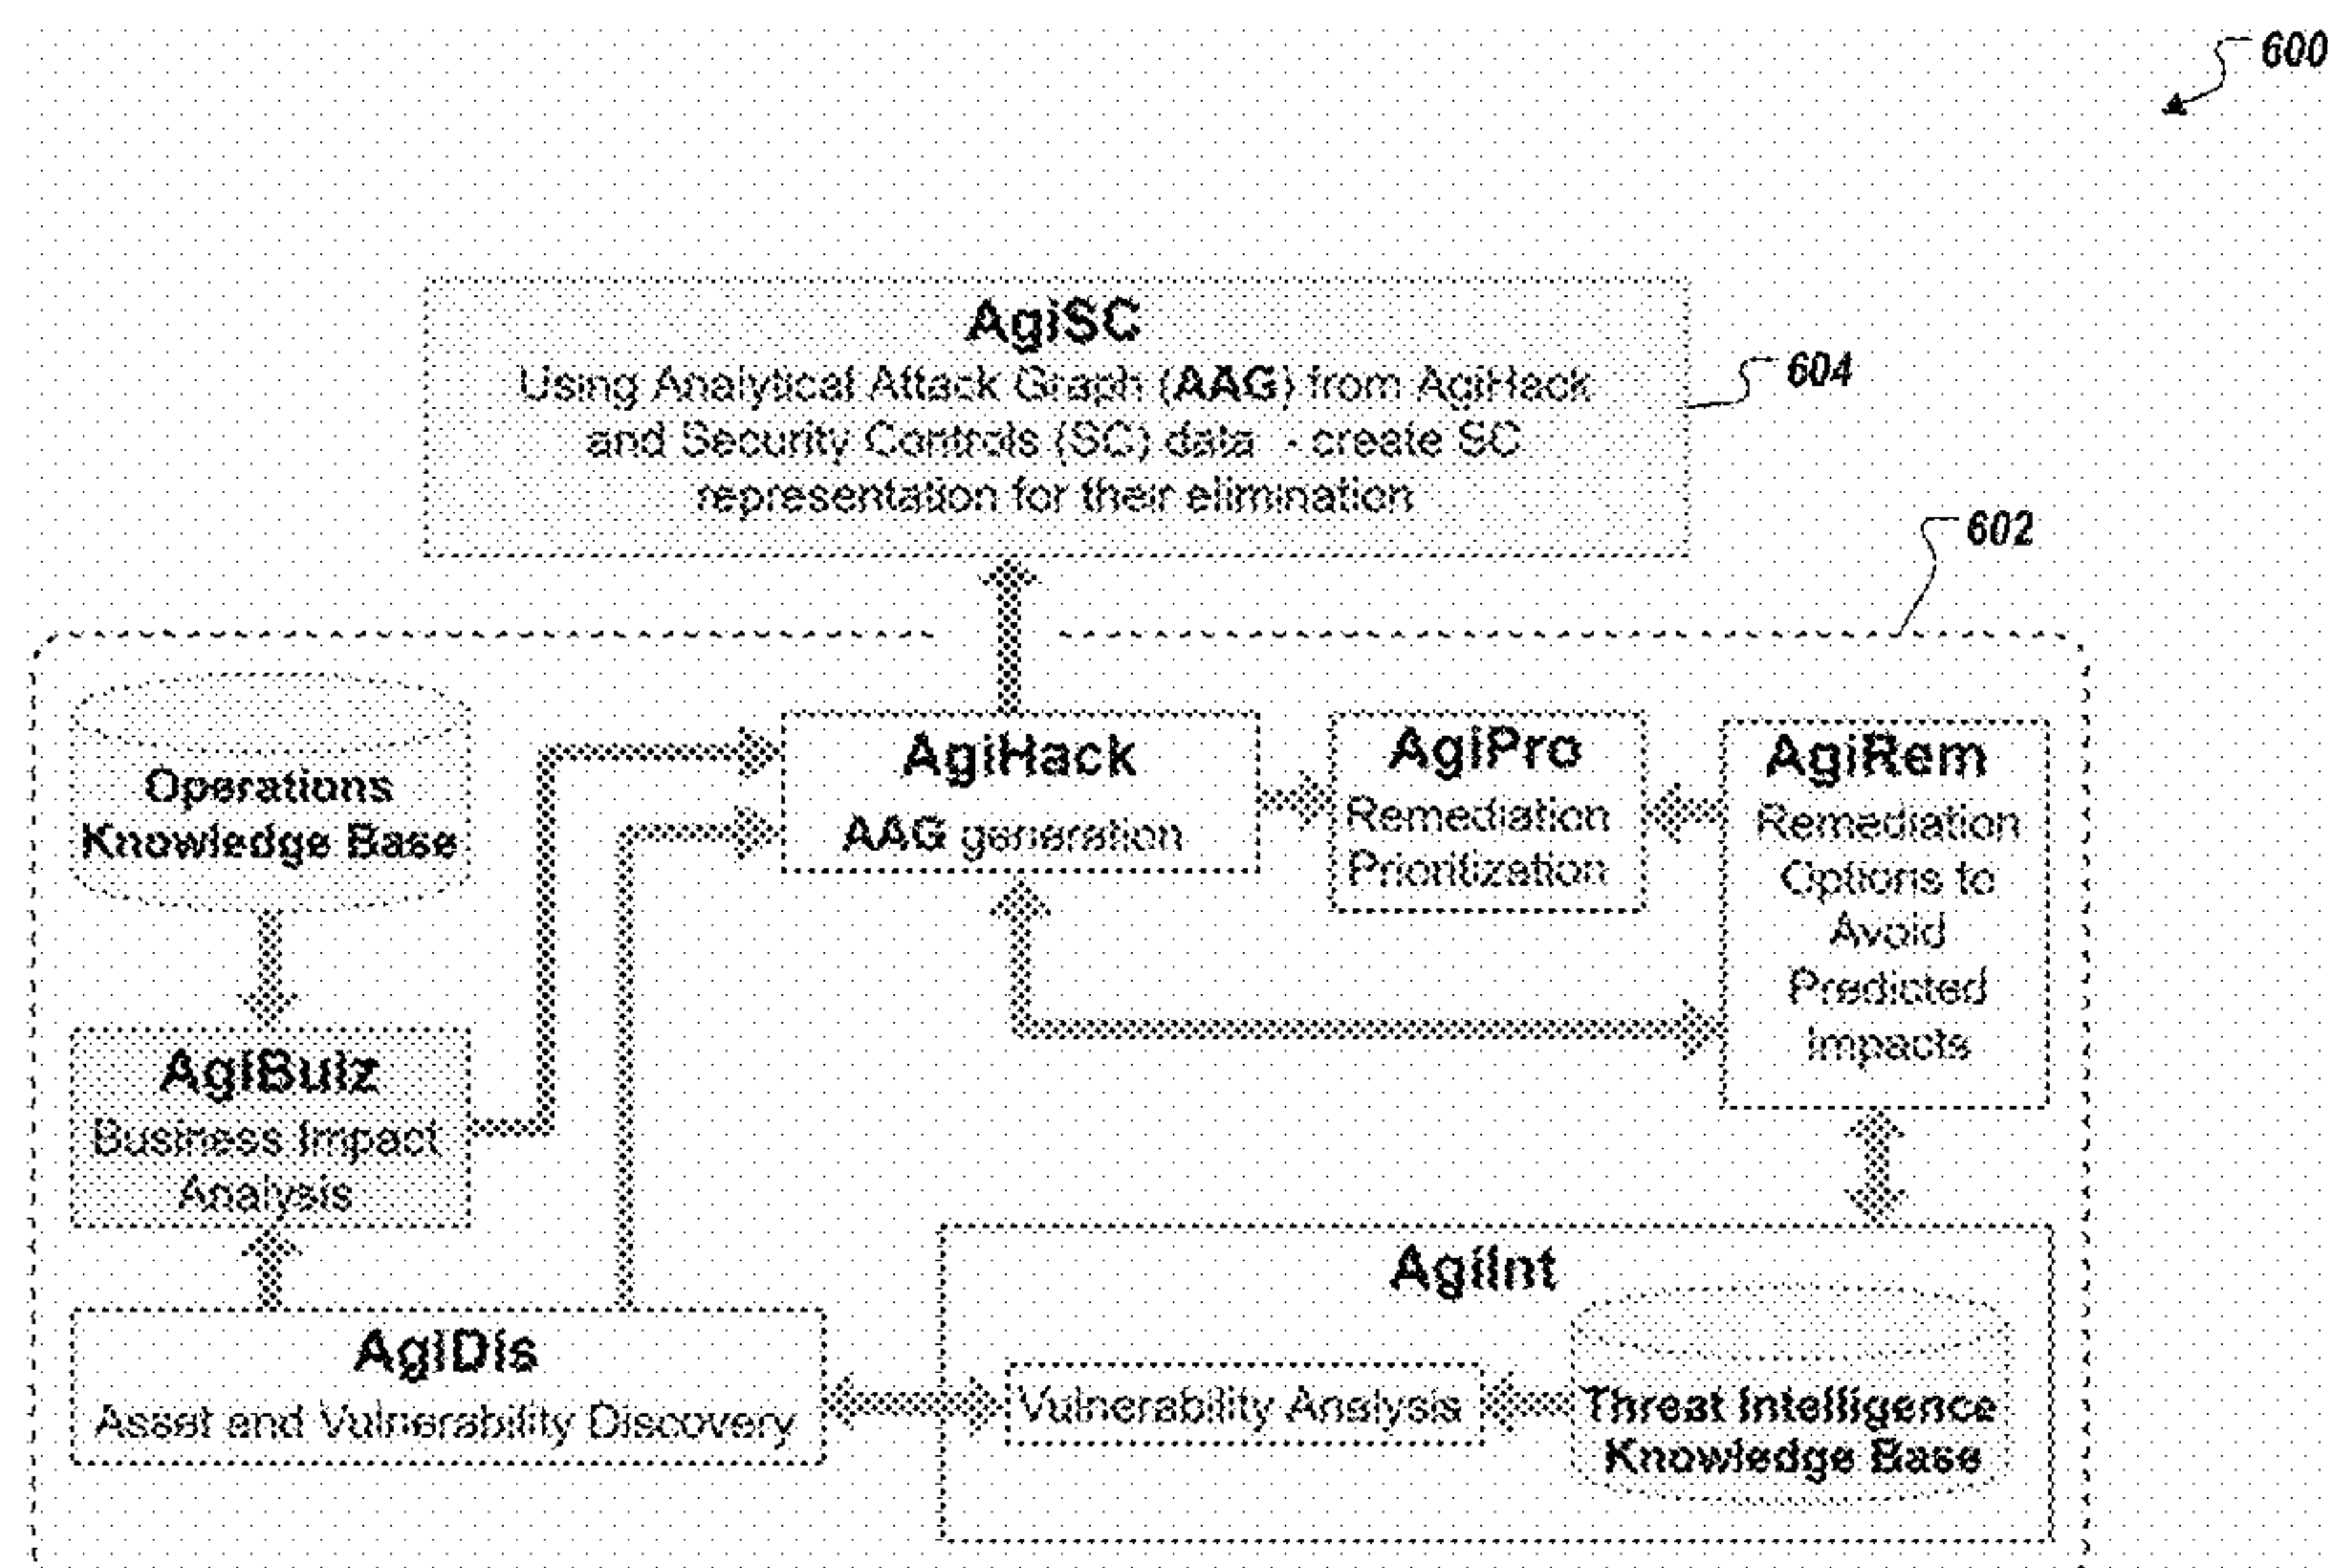 600
AgiSC
Using Analytical Attack Graph (AAG) from AgiHack
and Security Controls (SC) data - create SC
representation for their elimination
604
602
Operations
Knowledge Base
AgiHack
AAG generation
AgiPro
Remediation
Prioritization
AgiRem
Remediation
Options to
Avoid
Predicted
Impacts
AgiBuiz
Business Impact
Analysis
AgiInt
AgiDis
Asset and Vulnerability Discovery
Vulnerability Analysis
Threat Intelligence
Knowledge Base